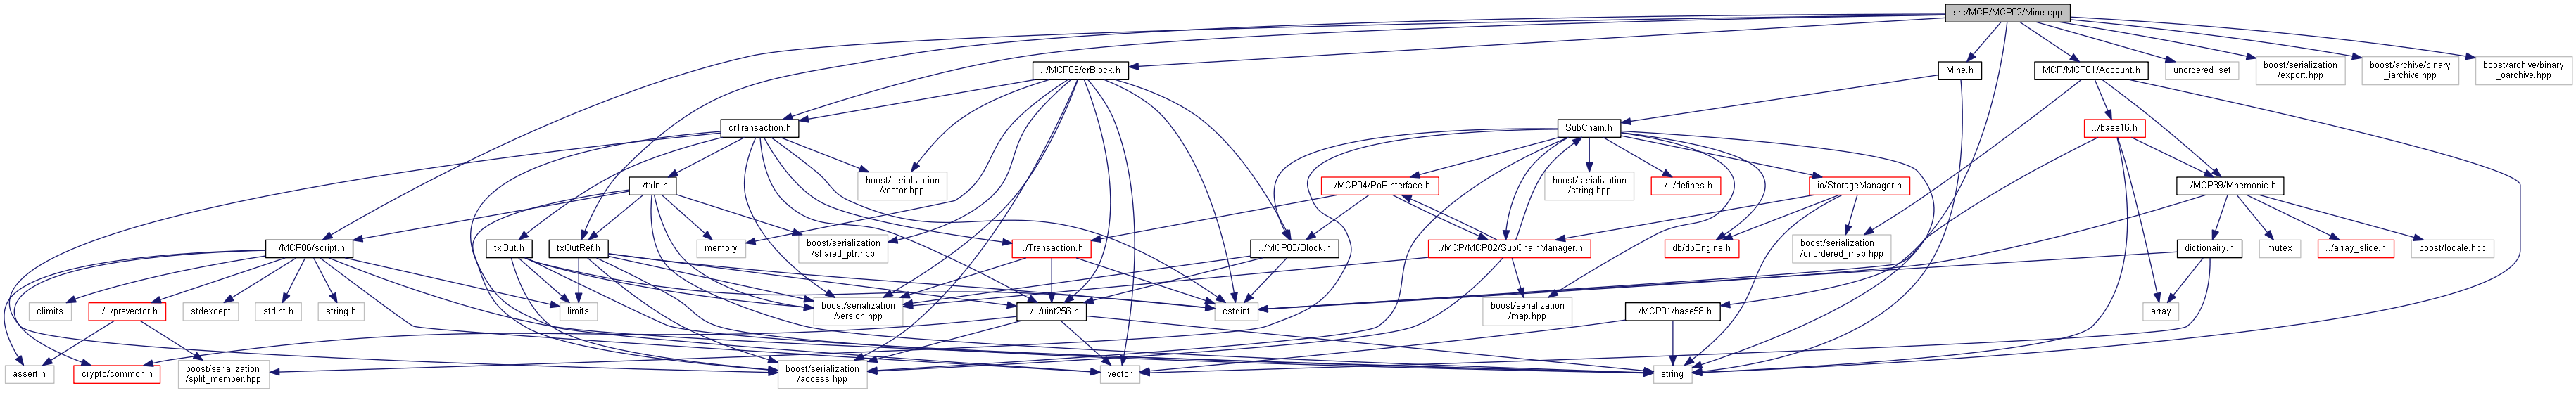 src/MCP/MCP02/Mine.cpp
../MCP03/crBlock.h
Mine.h
MCP/MCP01/Account.h
unordered_set
boost/serialization
/export.hpp
boost/archive/binary
_iarchive.hpp
boost/archive/binary
_oarchive.hpp
crTransaction.h
SubChain.h
../base16.h
../txIn.h
boost/serialization
/vector.hpp
../MCP04/PoPInterface.h
boost/serialization
/string.hpp
../../defines.h
io/StorageManager.h
../MCP39/Mnemonic.h
../MCP06/script.h
txOut.h
txOutRef.h
memory
boost/serialization
/shared_ptr.hpp
../Transaction.h
../MCP03/Block.h
../MCP/MCP02/SubChainManager.h
db/dbEngine.h
boost/serialization
/unordered_map.hpp
dictionairy.h
mutex
../array_slice.h
boost/locale.hpp
climits
../../prevector.h
stdexcept
stdint.h
string.h
limits
boost/serialization
/version.hpp
../../uint256.h
cstdint
boost/serialization
/map.hpp
../MCP01/base58.h
array
assert.h
crypto/common.h
boost/serialization
/split_member.hpp
boost/serialization
/access.hpp
vector
string